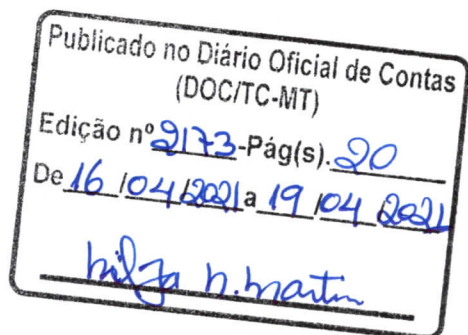 Publicado no Diário Oficial de Contas
(DOC/TC-MT)
Edição nº 2173-Pág(s). 20
De 16 /04/2021 a 19 /04 /2021